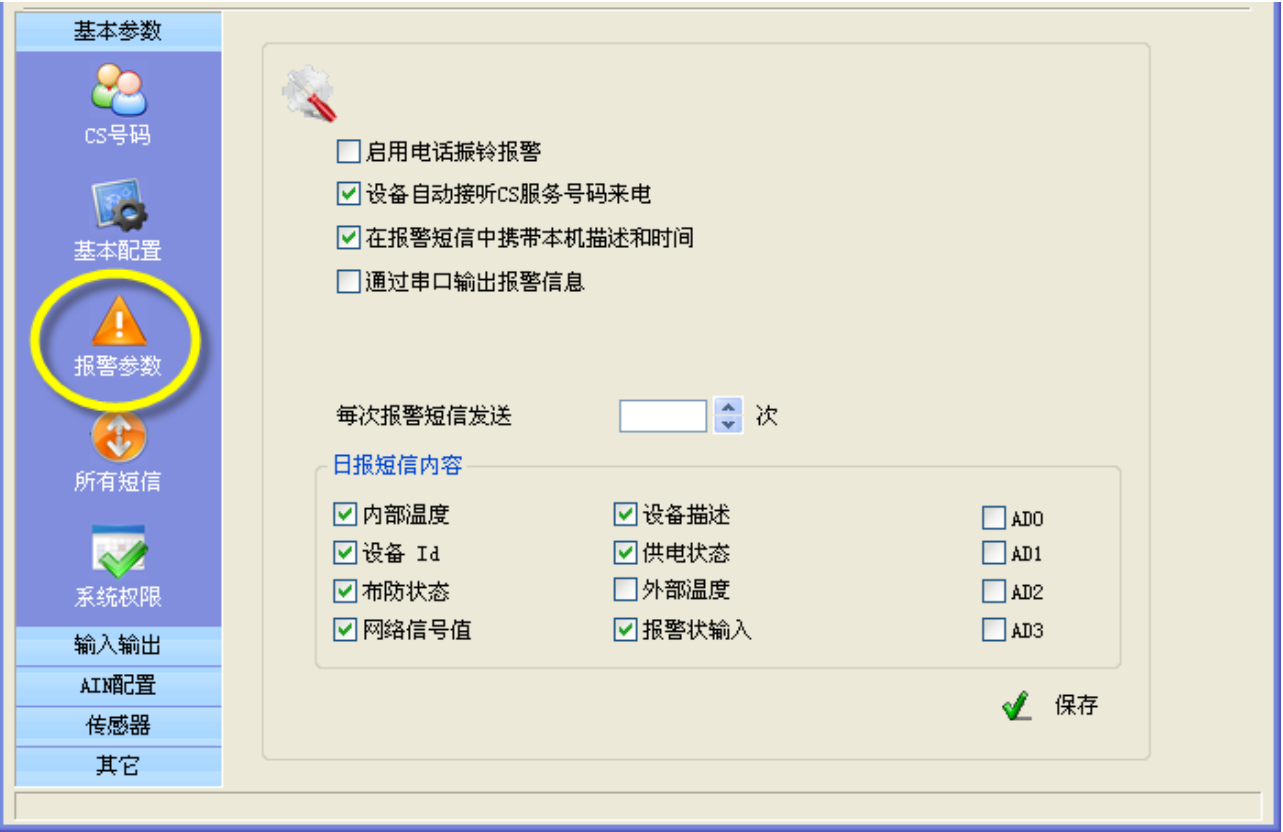 基本参数
CS号码
基本配置
报警参数
所有短信
系统权限
输入输出
AIN配置
传感器
其它
启用电话振铃报警
设备自动接听CS服务号码来电
在报警短信中携带本机描述和时间
通过串口输出报警信息
每次报警短信发送 次
日报短信内容
内部温度 设备描述 AD0
设备 Id 供电状态 AD1
布防状态 外部温度 AD2
网络信号值 报警状输入 AD3
保存